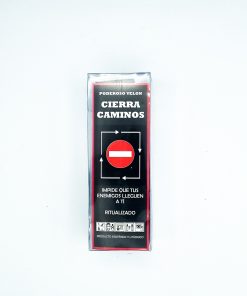 PODEROSO VELON
CIERRA
CAMINOS
IMPIDE QUE TUS
ENEMIGOS LLEGUEN
A TI
RITUALIZADO